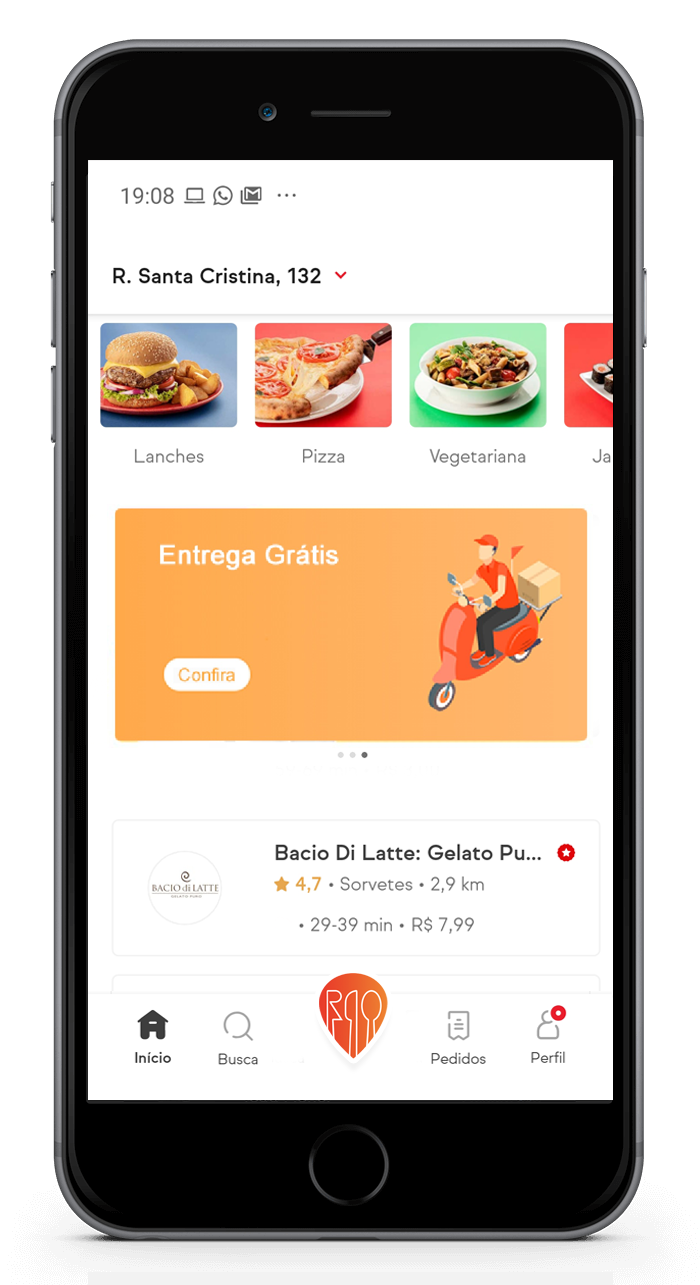 19:08 ···
R. Santa Cristina, 132
Lanches Pizza Vegetariana Ja
Entrega Grátis
Confira
Bacio Di Latte: Gelato Pu...
BACIO di LATTE
GELATO PURO
4,7 • Sorvetes • 2,9 km
• 29-39 min • R$ 7,99
Início Busca Pedidos Perfil